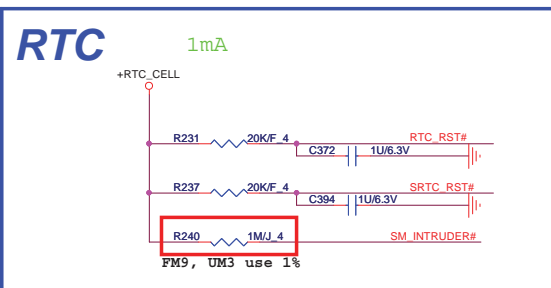 RTC
1mA
+RTC_CELL
R231 20K/F_4 RTC_RST#
C372 1U/6.3V
R237 20K/F_4 SRTC_RST#
C394 1U/6.3V
R240 1M/J_4 SM_INTRUDER#
FM9, UM3 use 1%